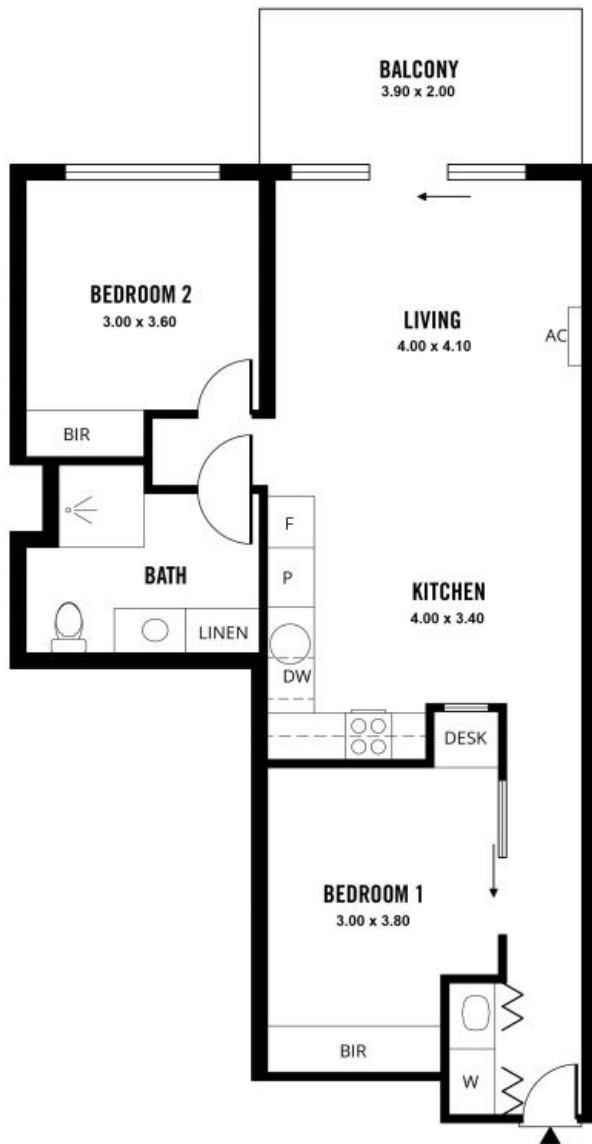 BALCONY
3.90 x 2.00
BEDROOM 2
3.00 x 3.60
LIVING
4.00 x 4.10
AC
BIR
F
P
BATH
KITCHEN
4.00 x 3.40
LINEN
DW
DESK
BEDROOM 1
3.00 x 3.80
BIR
W